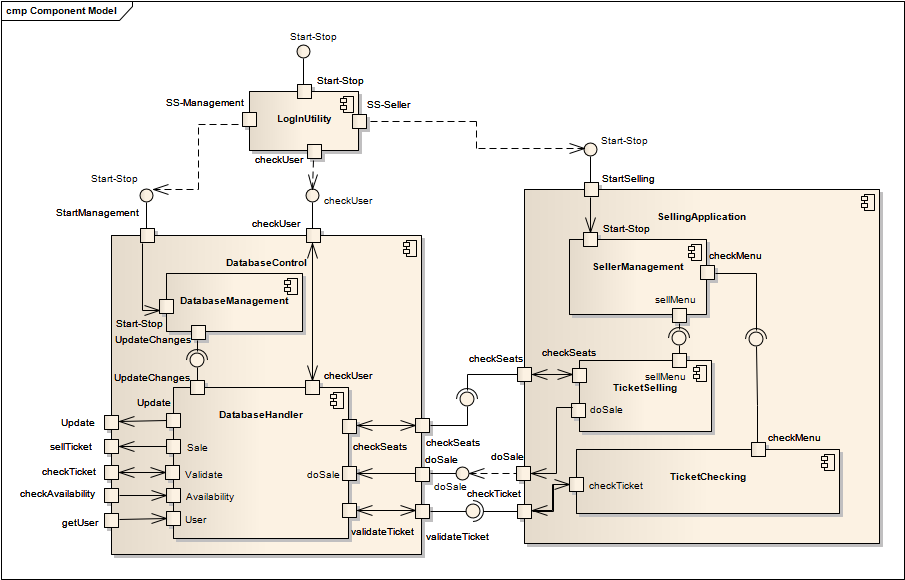 cmp Component Model
Start-Stop
Start-Stop
SS-Management
SS-Seller
LogInUtility
checkUser
Start-Stop
Start-Stop
StartSelling
checkUser
StartManagement
checkUser
SellingApplication
Start-Stop
DatabaseControl
checkMenu
SellerManagement
DatabaseManagement
sellMenu
Start-Stop
UpdateChanges
checkSeats
checkSeats
UpdateChanges
checkUser
sellMenu
TicketSelling
Update
DatabaseHandler
doSale
Update
checkSeats
checkSeats
checkMenu
sellTicket
Sale
doSale
doSale
checkTicket
Validate
doSale
doSale
TicketChecking
checkAvailability
Availability
checkTicket
checkTicket
getUser
User
validateTicket
validateTicket